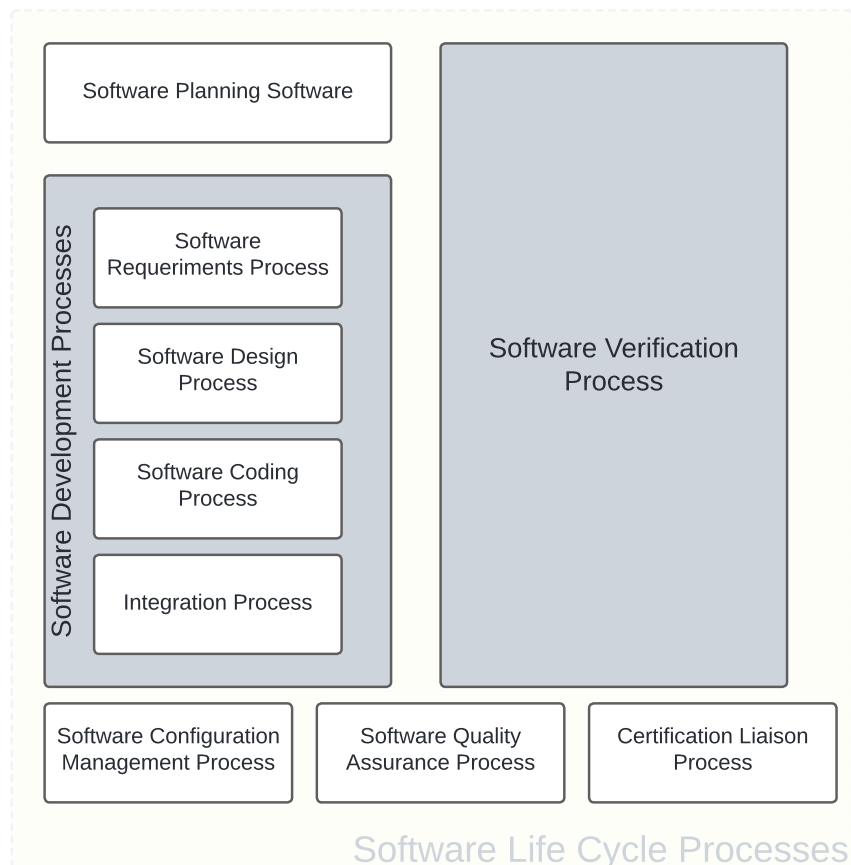 Software Planning Software
Software Development Processes
Software
Requeriments Process
Software Design
Process
Software Coding
Process
Integration Process
Software Verification
Process
Software Configuration
Management Process
Software Quality
Assurance Process
Certification Liaison
Process
Software Life Cycle Processes